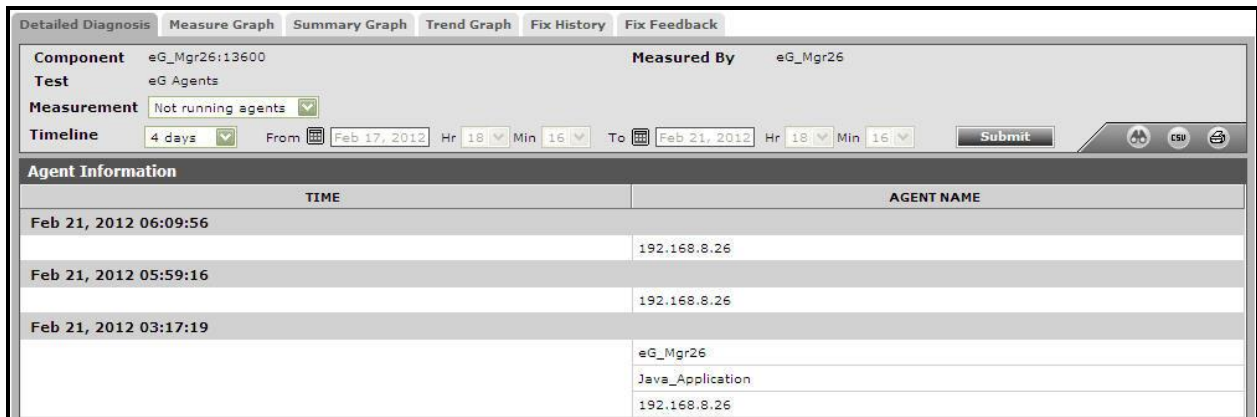 Detailed Diagnosis Measure Graph Summary Graph Trend Graph Fix History Fix Feedback
Component eG_Mgr26:13600 Measured By eG_Mgr26
Test eG Agents
Measurement Not running agents
Timeline 4 days From Feb 17, 2012 Hr 18 Min 16 To Feb 21, 2012 Hr 18 Min 16 Submit CSV
Agent Information
TIME AGENT NAME
Feb 21, 2012 06:09:56
192.168.8.26
Feb 21, 2012 05:59:16
192.168.8.26
Feb 21, 2012 03:17:19
eG_Mgr26
Java_Application
192.168.8.26